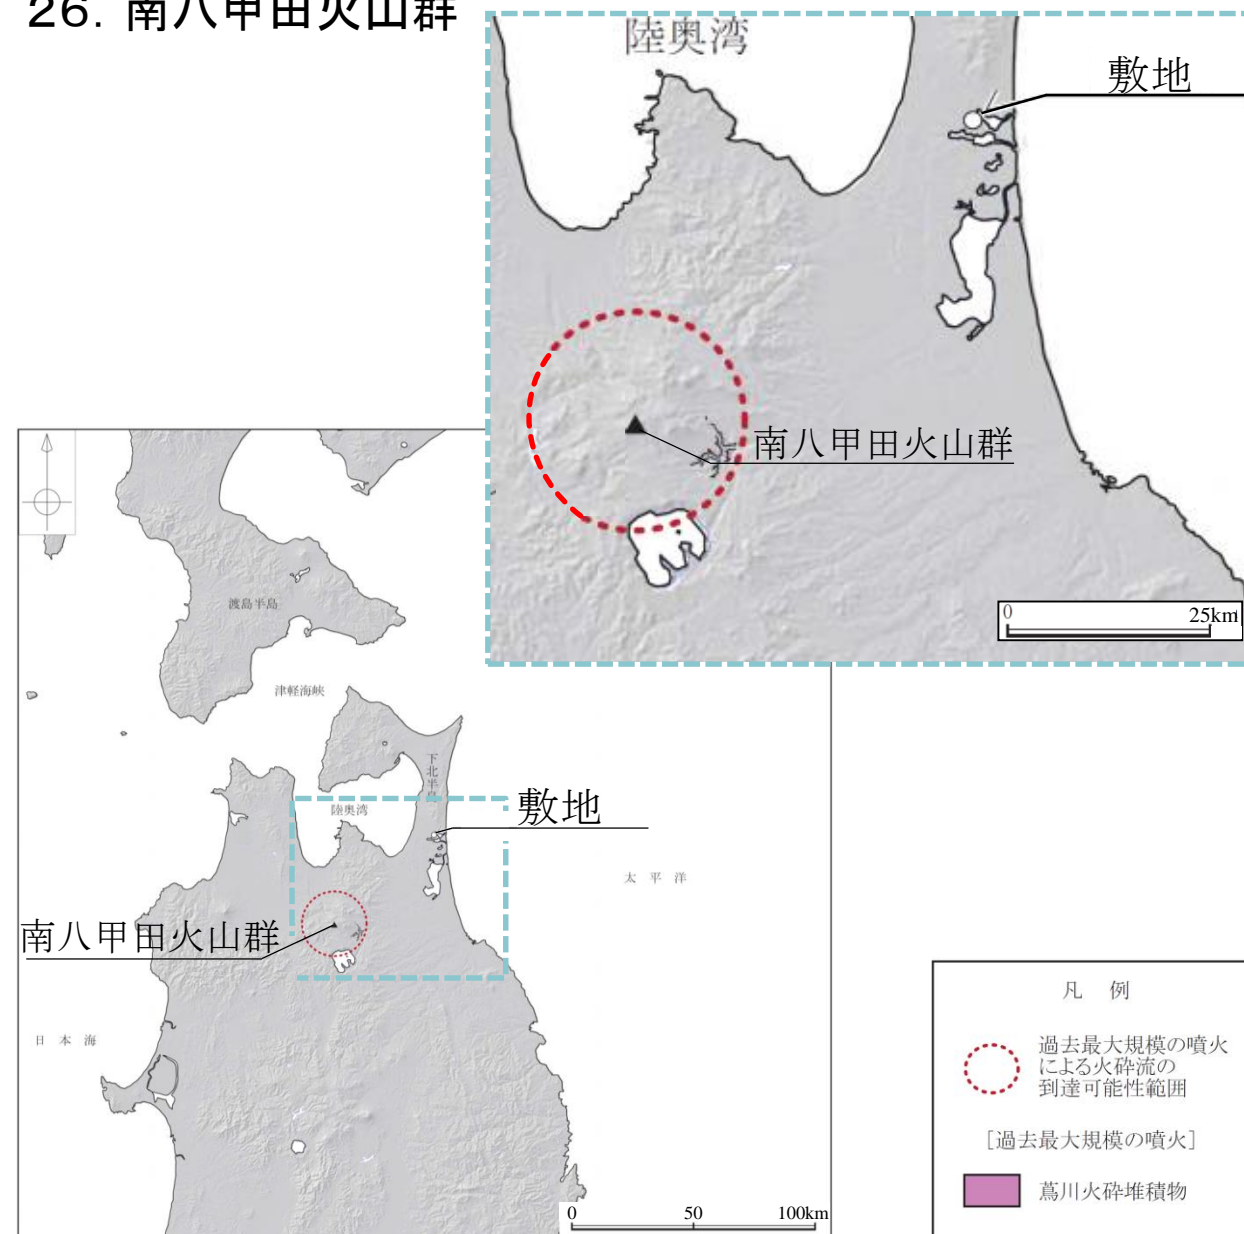 26. 南八甲田火山群
陸奥湾
敷地
南八甲田火山群
0
25km
渡島半島
津軽海峡
下北半島
陸奥湾
敷地
太平洋
南八甲田火山群
日本海
0
50
100km
凡 例
過去最大規模の噴火
による火砕流の
到達可能性範囲
[過去最大規模の噴火]
蔦川火砕堆積物